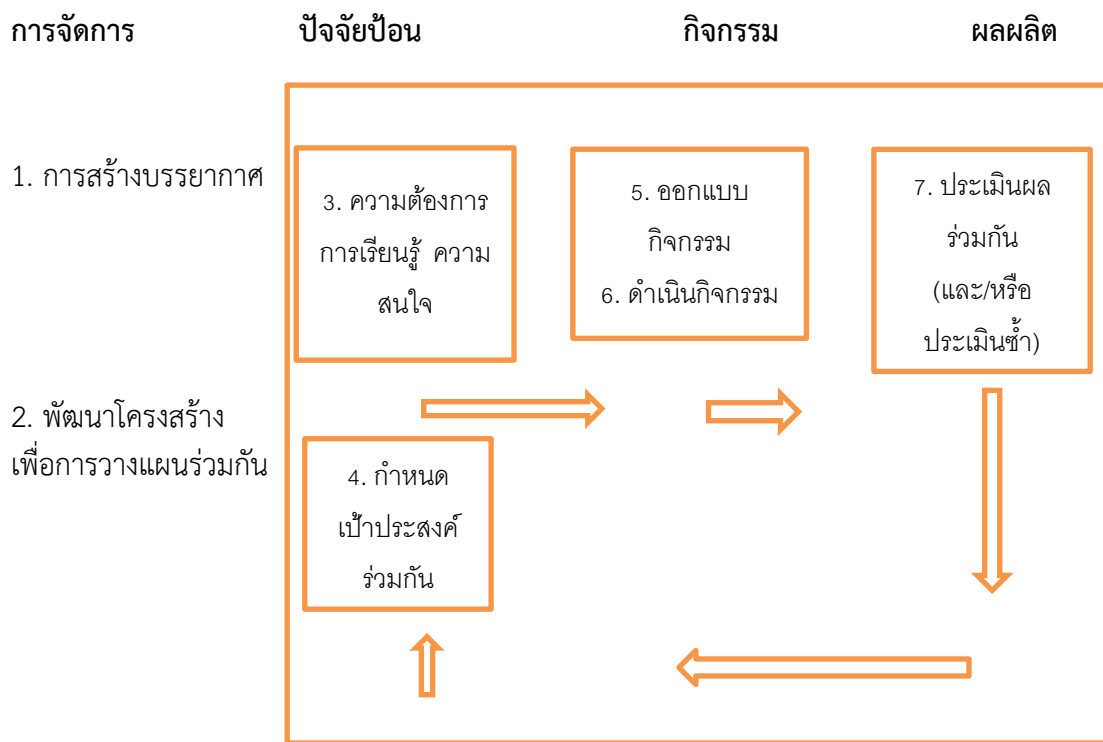 การจัดการ ปัจจัยป้อน กิจกรรม ผลผลิต
1. การสร้างบรรยากาศ
3. ความต้องการ
การเรียนรู้ ความ
สนใจ
5. ออกแบบ
กิจกรรม
6. ดำเนินกิจกรรม
7. ประเมินผล
ร่วมกัน
(และ/หรือ
ประเมินซ้ำ)
2. พัฒนาโครงสร้าง
เพื่อการวางแผนร่วมกัน
4. กำหนด
เป้าประสงค์
ร่วมกัน